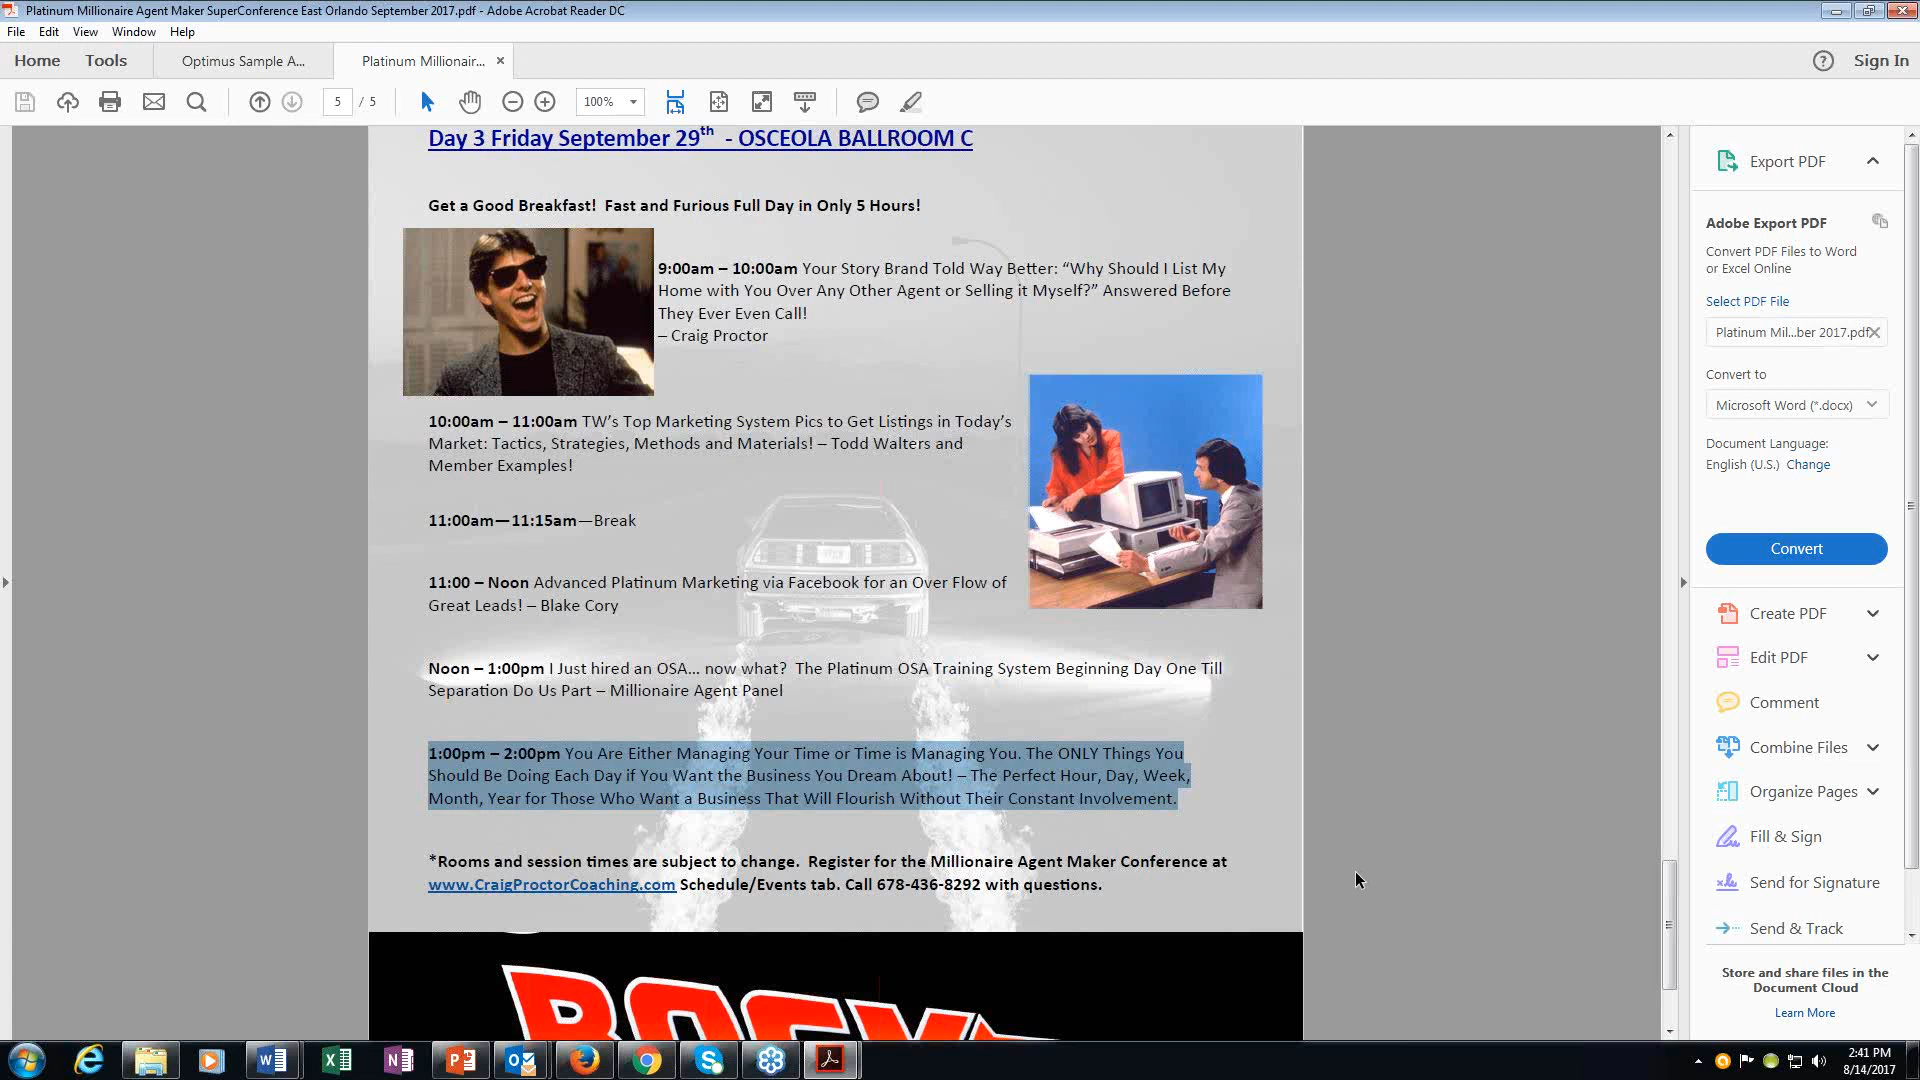 Platinum Millionaire Agent Maker SuperConference East Orlando September 2017.pdf - Adobe Acrobat Reader DC
File Edit View Window Help
Home Tools Optimus Sample A... Platinum Millionair... Sign In
5 / 5 100%
Day 3 Friday September 29th - OSCEOLA BALLROOM C
Get a Good Breakfast! Fast and Furious Full Day in Only 5 Hours!
9:00am – 10:00am Your Story Brand Told Way Better: “Why Should I List My
Home with You Over Any Other Agent or Selling it Myself?” Answered Before
They Ever Even Call!
– Craig Proctor
10:00am – 11:00am TW’s Top Marketing System Pics to Get Listings in Today’s
Market: Tactics, Strategies, Methods and Materials! – Todd Walters and
Member Examples!
11:00am—11:15am—Break
11:00 – Noon Advanced Platinum Marketing via Facebook for an Over Flow of
Great Leads! – Blake Cory
Noon – 1:00pm I Just hired an OSA... now what? The Platinum OSA Training System Beginning Day One Till
Separation Do Us Part – Millionaire Agent Panel
1:00pm – 2:00pm You Are Either Managing Your Time or Time is Managing You. The ONLY Things You
Should Be Doing Each Day if You Want the Business You Dream About! – The Perfect Hour, Day, Week,
Month, Year for Those Who Want a Business That Will Flourish Without Their Constant Involvement.
*Rooms and session times are subject to change. Register for the Millionaire Agent Maker Conference at
www.CraigProctorCoaching.com Schedule/Events tab. Call 678-436-8292 with questions.
Export PDF
Adobe Export PDF
Convert PDF Files to Word
or Excel Online
Select PDF File
Platinum Mil...ber 2017.pdf
Convert to
Microsoft Word (*.docx)
Document Language:
English (U.S.) Change
Convert
Create PDF
Edit PDF
Comment
Combine Files
Organize Pages
Fill & Sign
Send for Signature
Send & Track
Store and share files in the
Document Cloud
Learn More
2:41 PM
8/14/2017